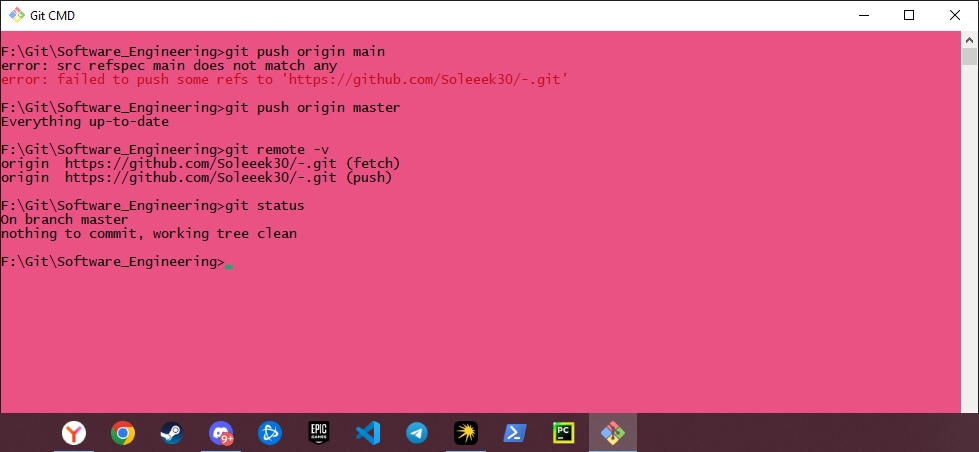 Git CMD
F:\Git\Software_Engineering>git push origin main
error: src refspec main does not match any
error: failed to push some refs to 'https://github.com/Soleeek30/-.git'
F:\Git\Software_Engineering>git push origin master
Everything up-to-date
F:\Git\Software_Engineering>git remote -v
origin  https://github.com/Soleeek30/-.git (fetch)
origin  https://github.com/Soleeek30/-.git (push)
F:\Git\Software_Engineering>git status
On branch master
nothing to commit, working tree clean
F:\Git\Software_Engineering>
Y
9+
EPIC
GAMES
PC